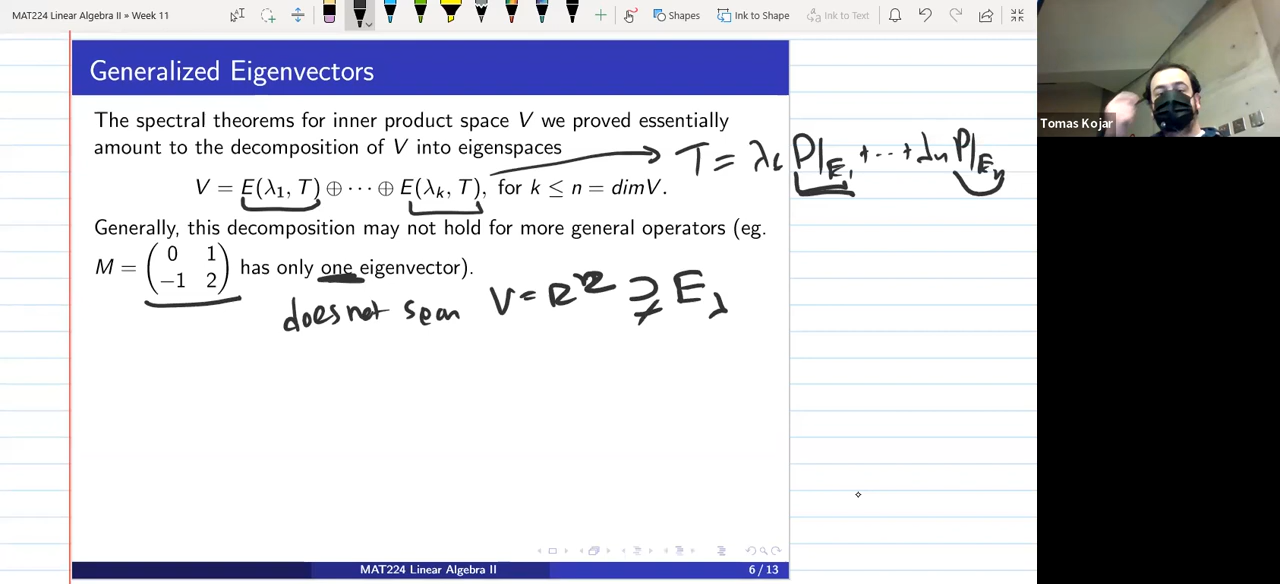 MAT224 Linear Algebra II » Week 11
Shapes
Ink to Shape
Ink to Text
Tomas Kojar
Generalized Eigenvectors
The spectral theorems for inner product space V we proved essentially
amount to the decomposition of V into eigenspaces
T = λ₁ P|E₁ + ··· + λn P|En
V = E(λ₁, T) ⊕ ··· ⊕ E(λₖ, T), for k ≤ n = dimV.
Generally, this decomposition may not hold for more general operators (eg.
M = ( 0 1
−1 2 ) has only one eigenvector).
does not span V = R² ⊋ Eλ
MAT224 Linear Algebra II
6 / 13